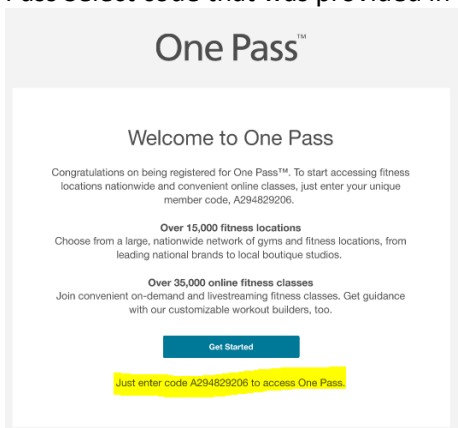 Pass Select code that was provided in
One Pass™
Welcome to One Pass
Congratulations on being registered for One Pass™. To start accessing fitness
locations nationwide and convenient online classes, just enter your unique
member code, A294829206.
Over 15,000 fitness locations
Choose from a large, nationwide network of gyms and fitness locations, from
leading national brands to local boutique studios.
Over 35,000 online fitness classes
Join convenient on-demand and livestreaming fitness classes. Get guidance
with our customizable workout builders, too.
Get Started
Just enter code A294829206 to access One Pass.